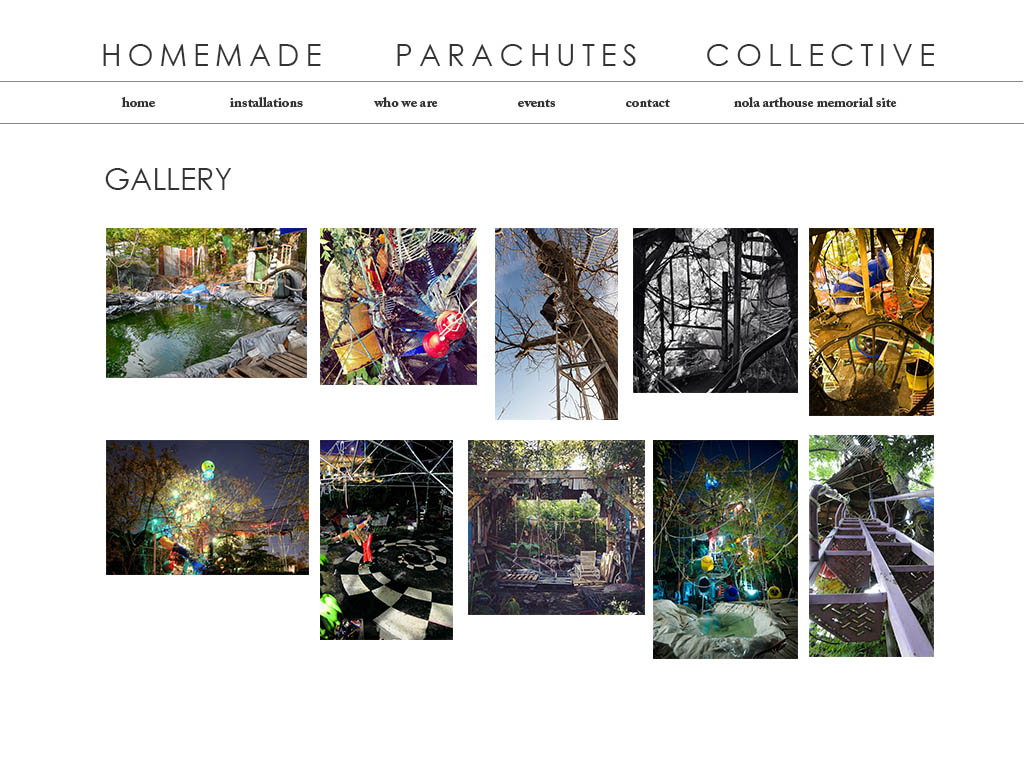 HOMEMADE PARACHUTES COLLECTIVE
home installations who we are events contact nola arthouse memorial site
GALLERY